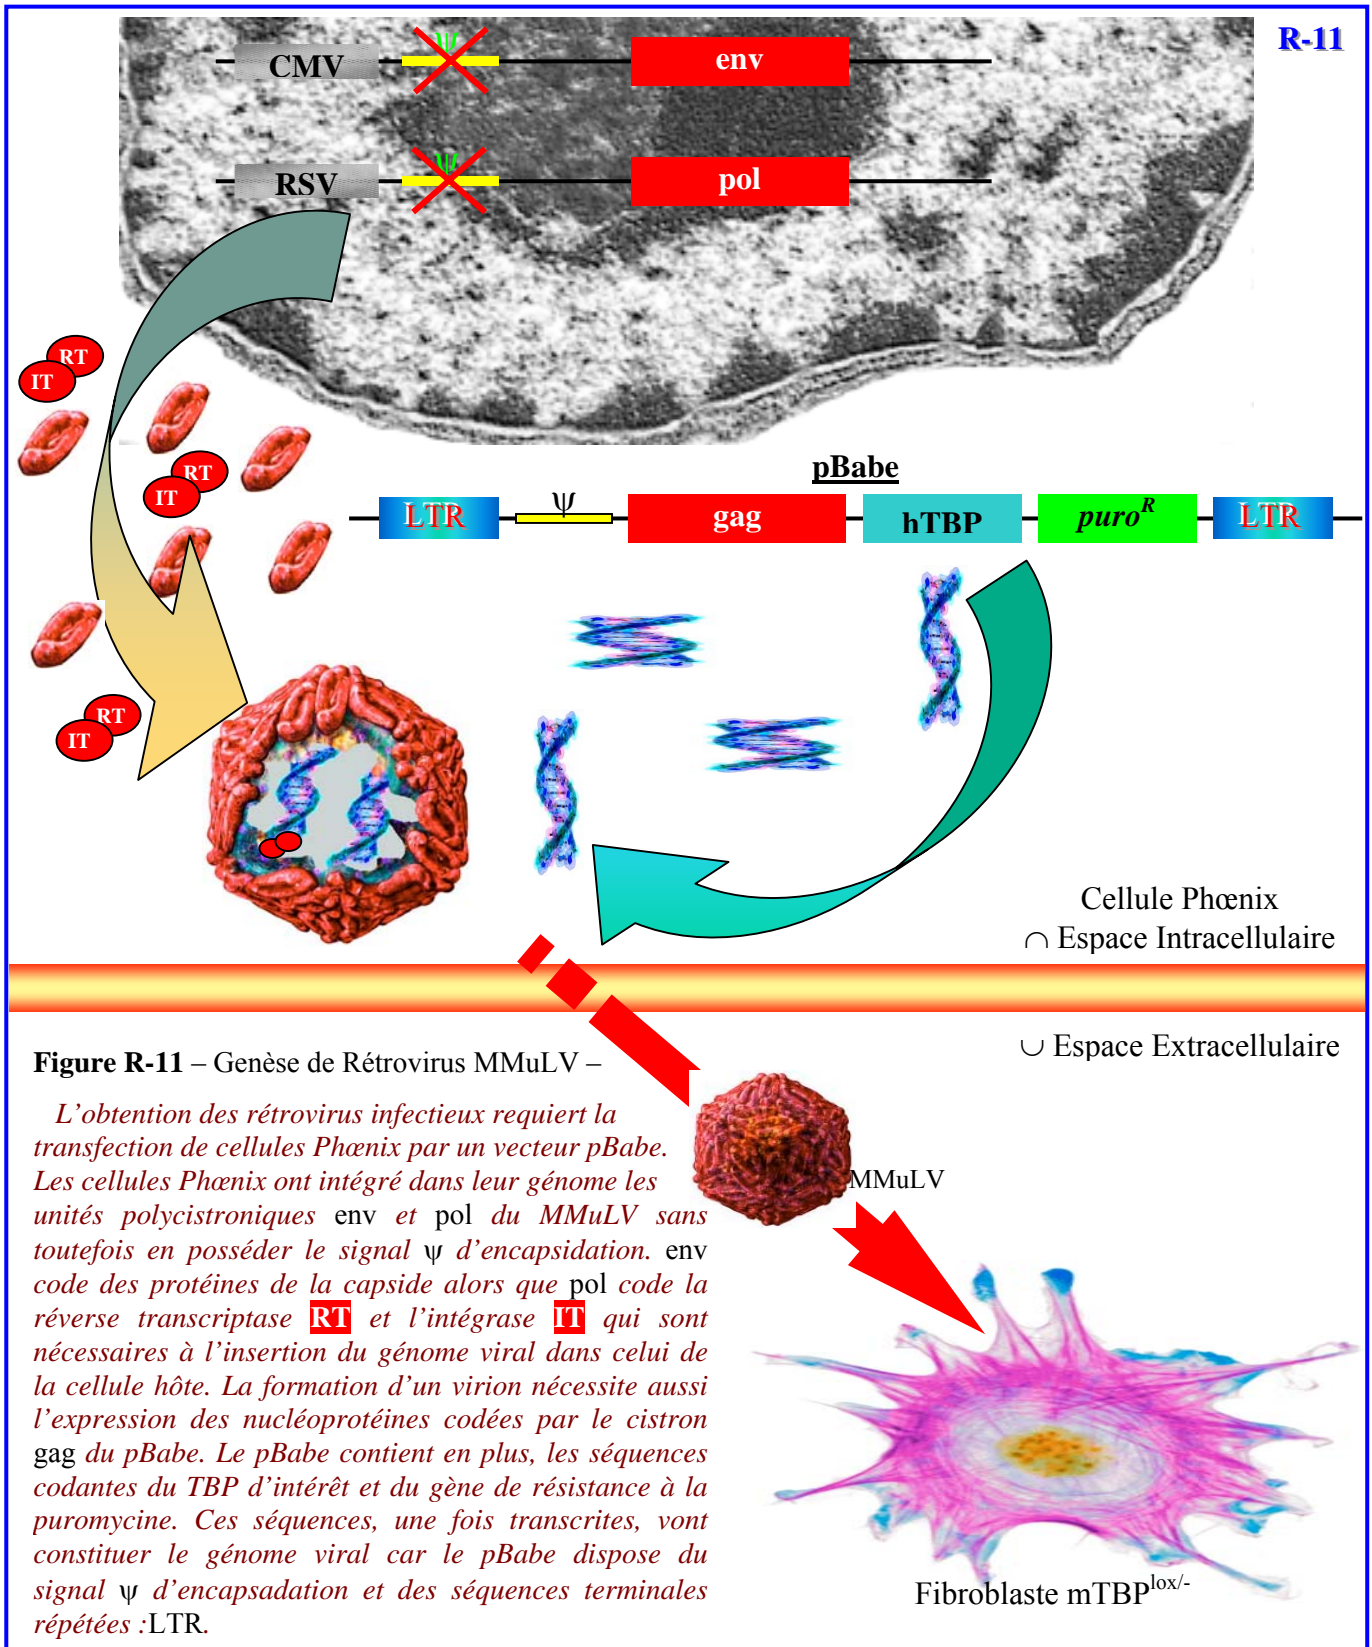 R-11
CMV ψ env
RSV ψ pol
RT
IT
RT
IT
pBabe
LTR ψ gag hTBP puro^R LTR
RT
IT
Cellule Phœnix
∩ Espace Intracellulaire
∪ Espace Extracellulaire
Figure R-11 – Genèse de Rétrovirus MMuLV –
L’obtention des rétrovirus infectieux requiert la
transfection de cellules Phœnix par un vecteur pBabe.
Les cellules Phœnix ont intégré dans leur génome les
unités polycistroniques env et pol du MMuLV sans
toutefois en posséder le signal ψ d’encapsidation. env
code des protéines de la capside alors que pol code la
réverse transcriptase RT et l’intégrase IT qui sont
nécessaires à l’insertion du génome viral dans celui de
la cellule hôte. La formation d’un virion nécessite aussi
l’expression des nucléoprotéines codées par le cistron
gag du pBabe. Le pBabe contient en plus, les séquences
codantes du TBP d’intérêt et du gène de résistance à la
puromycine. Ces séquences, une fois transcrites, vont
constituer le génome viral car le pBabe dispose du
signal ψ d’encapsadation et des séquences terminales
répétées :LTR.
MMuLV
Fibroblaste mTBP^lox/-